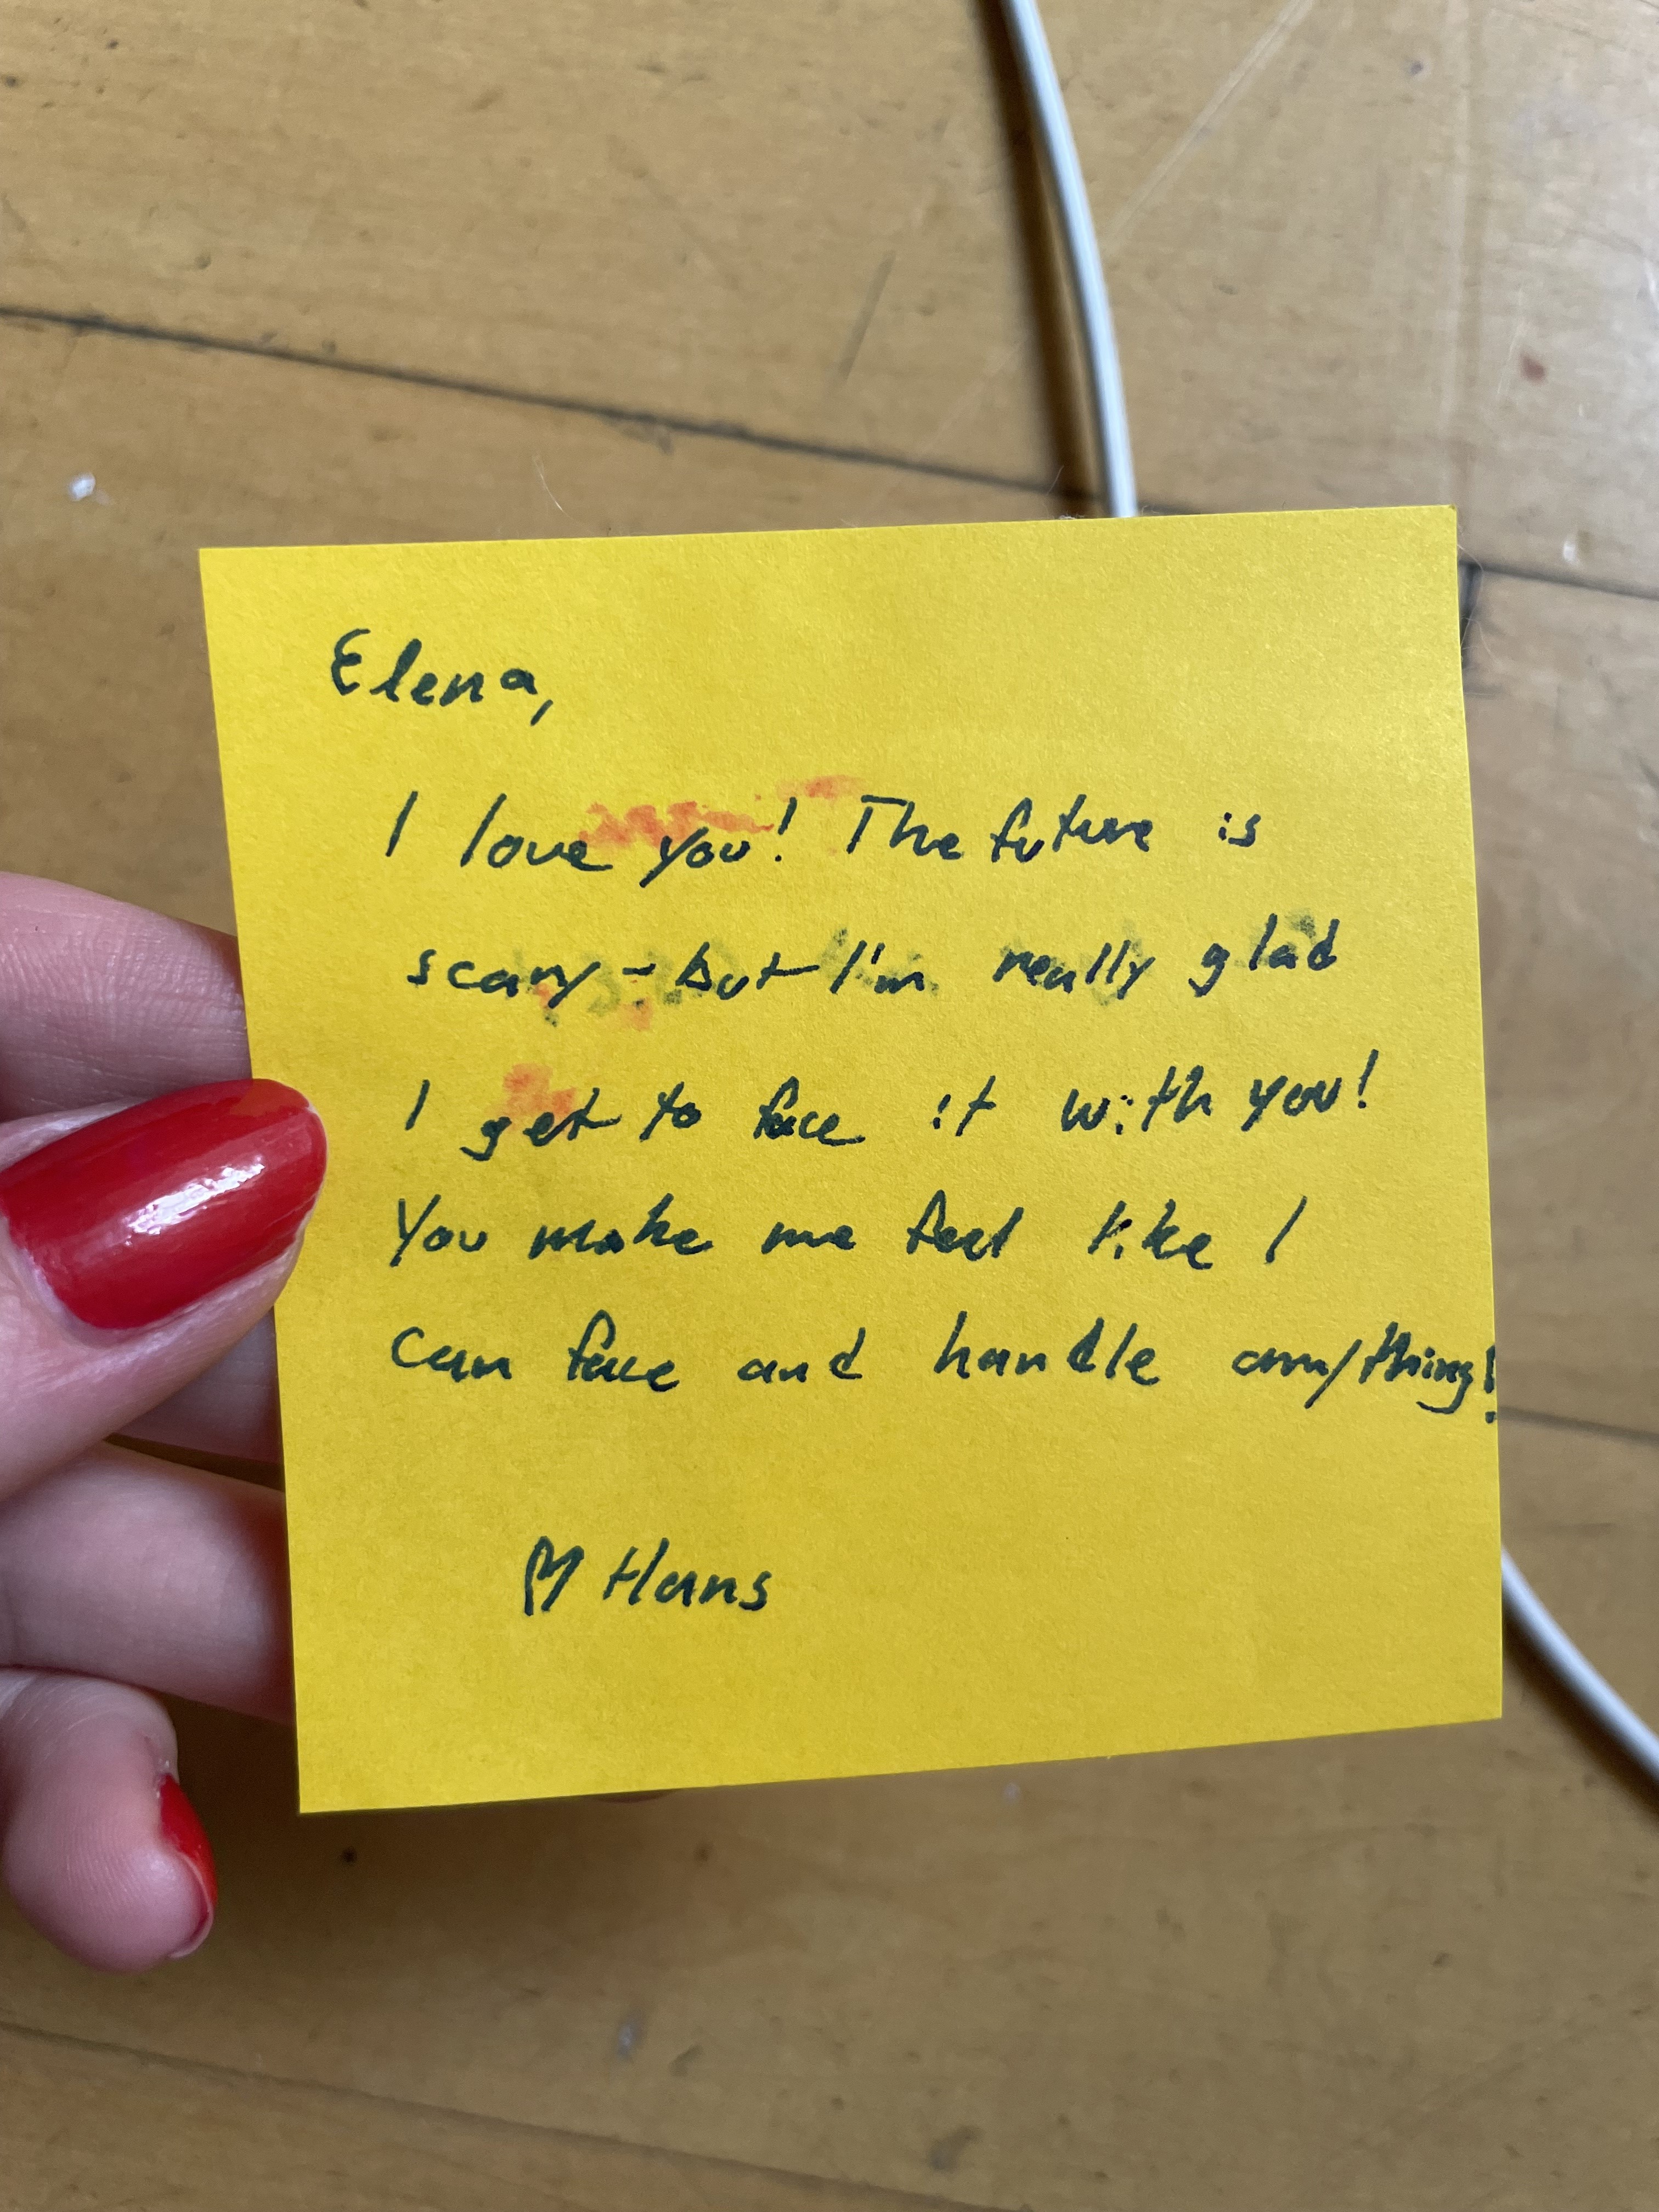 Elena,
I love you! The future is
scary - but I'm really glad
I get to face it with you!
You make me feel like I
can face and handle anything!
♡ Hans